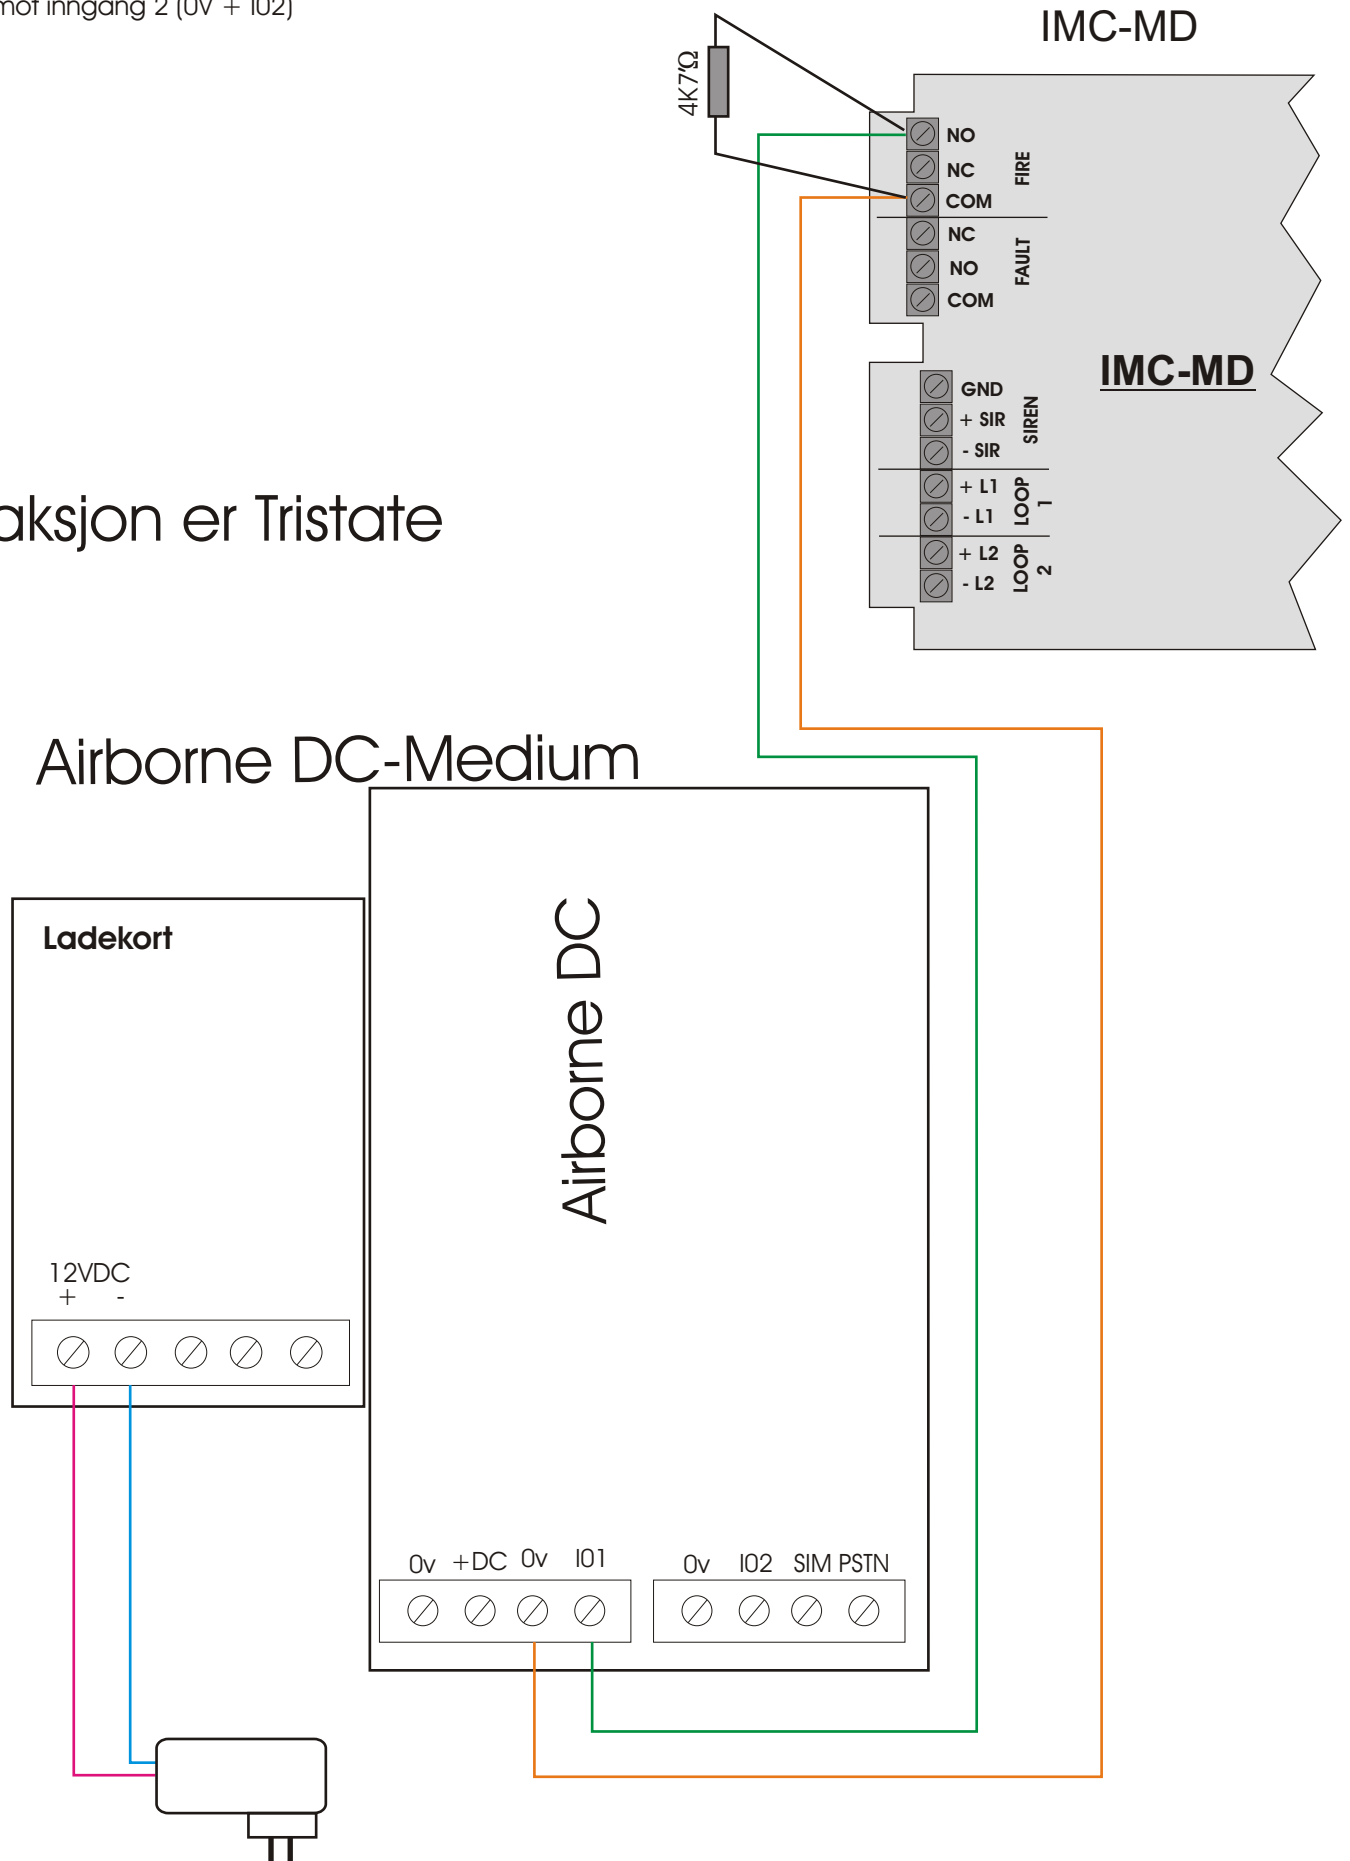 mot inngang 2 (0V + I02)
IMC-MD
4K7'Ω
NO
NC
COM
FIRE
NC
NO
COM
FAULT
IMC-MD
GND
+ SIR
- SIR
SIREN
+ L1
- L1
LOOP
1
+ L2
- L2
LOOP
2
aksjon er Tristate
Airborne DC-Medium
Ladekort
Airborne DC
12VDC
+ -
0v +DC 0v I01
0v I02 SIM PSTN